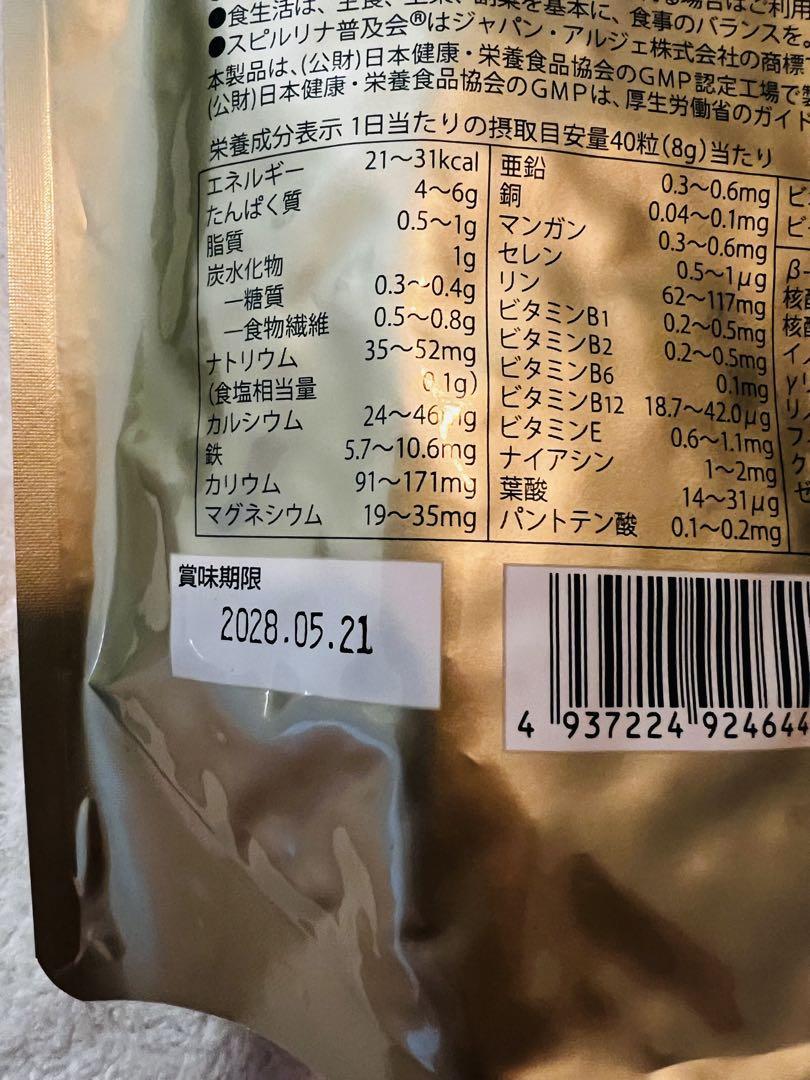 ●食生活は、主食、主菜、副菜を基本に、食事のバランスを。
●スピルリナ普及会®はジャパン・アルジェ株式会社の商標
本製品は、(公財)日本健康・栄養食品協会のGMP認定工場で
(公財)日本健康・栄養食品協会のGMPは、厚生労働省のガイド
栄養成分表示 1日当たりの摂取目安量40粒(8g)当たり
エネルギー 21〜31kcal
たんぱく質 4〜6g
脂質 0.5〜1g
炭水化物 1g
―糖質 0.3〜0.4g
―食物繊維 0.5〜0.8g
ナトリウム 35〜52mg
(食塩相当量 0.1g)
カルシウム 24〜46mg
鉄 5.7〜10.6mg
カリウム 91〜171mg
マグネシウム 19〜35mg
亜鉛 0.3〜0.6mg
銅 0.04〜0.1mg
マンガン 0.3〜0.6mg
セレン 0.5〜1μg
リン 62〜117mg
ビタミンB1 0.2〜0.5mg
ビタミンB2 0.2〜0.5mg
ビタミンB6 0.1mg
ビタミンB12 18.7〜42.0μg
ビタミンE 0.6〜1.1mg
ナイアシン 1〜2mg
葉酸 14〜31μg
パントテン酸 0.1〜0.2mg
賞味期限
2028.05.21
4 937224 924644